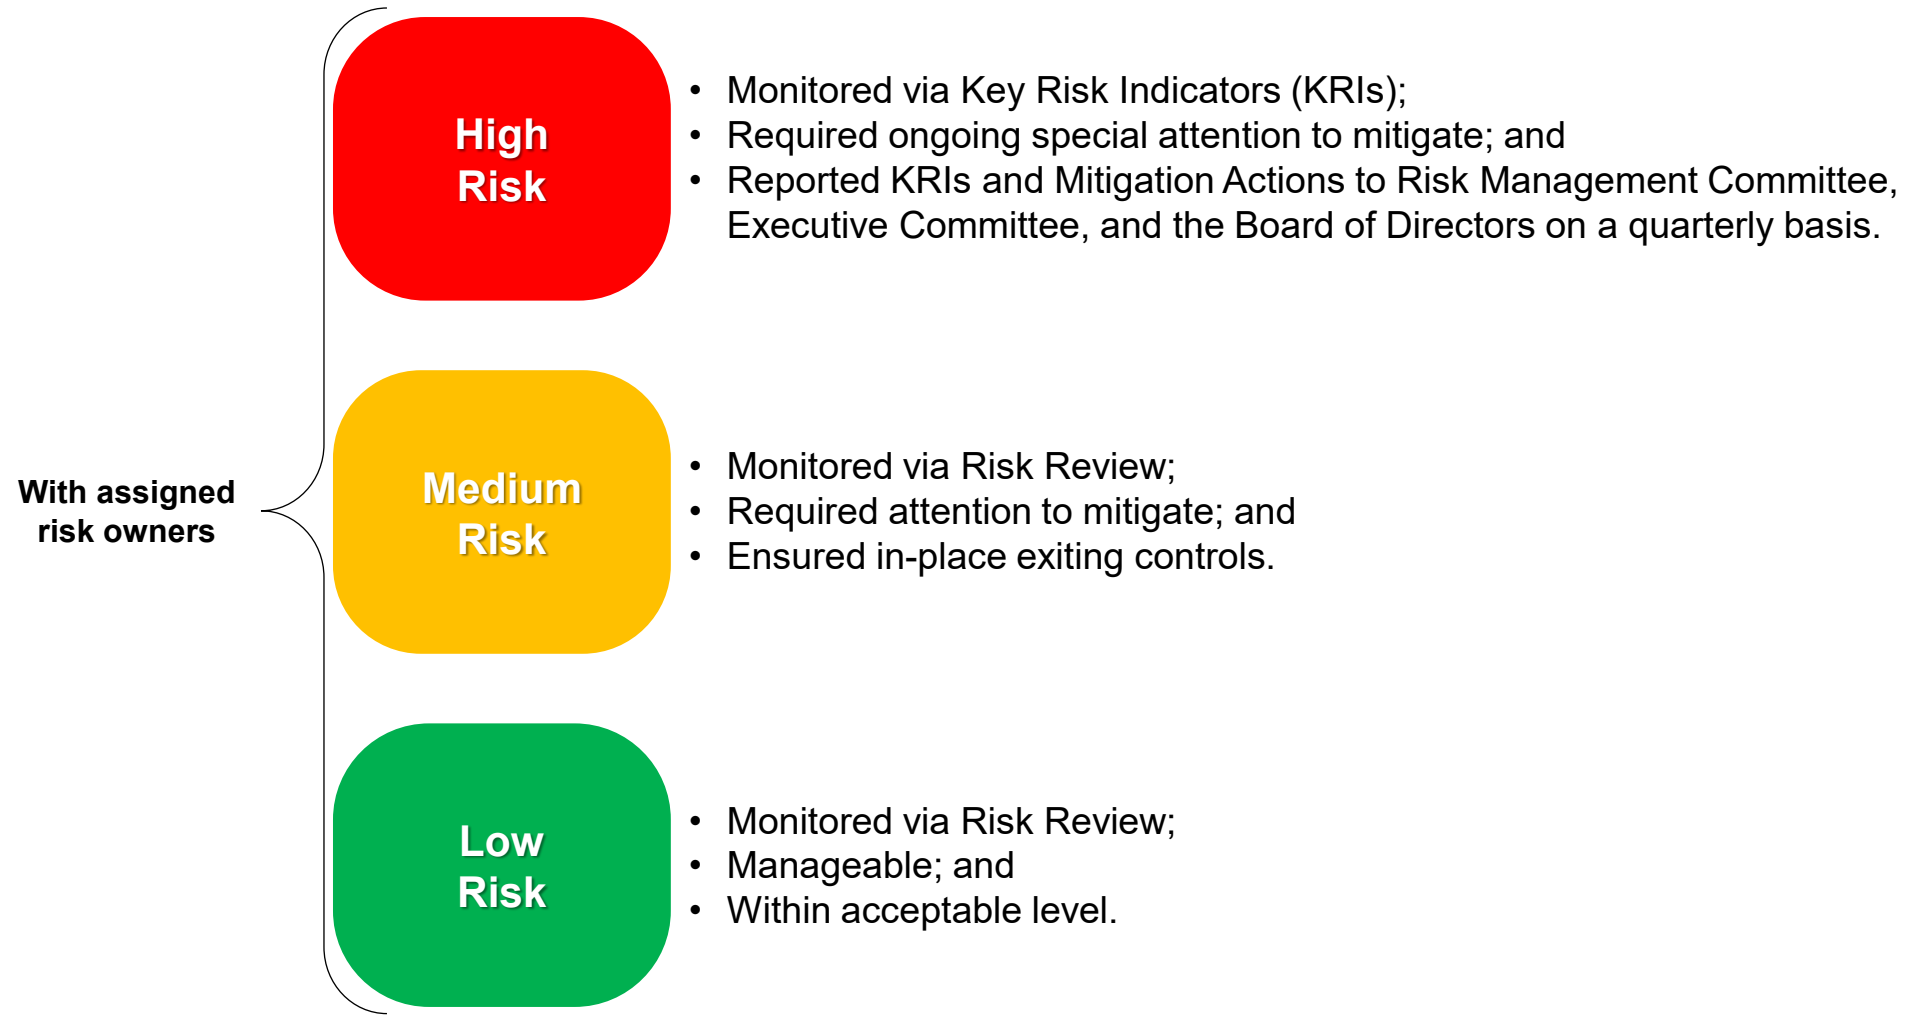 High
Risk
• Monitored via Key Risk Indicators (KRIs);
• Required ongoing special attention to mitigate; and
• Reported KRIs and Mitigation Actions to Risk Management Committee,
Executive Committee, and the Board of Directors on a quarterly basis.
With assigned
risk owners
Medium
Risk
• Monitored via Risk Review;
• Required attention to mitigate; and
• Ensured in-place exiting controls.
Low
Risk
• Monitored via Risk Review;
• Manageable; and
• Within acceptable level.